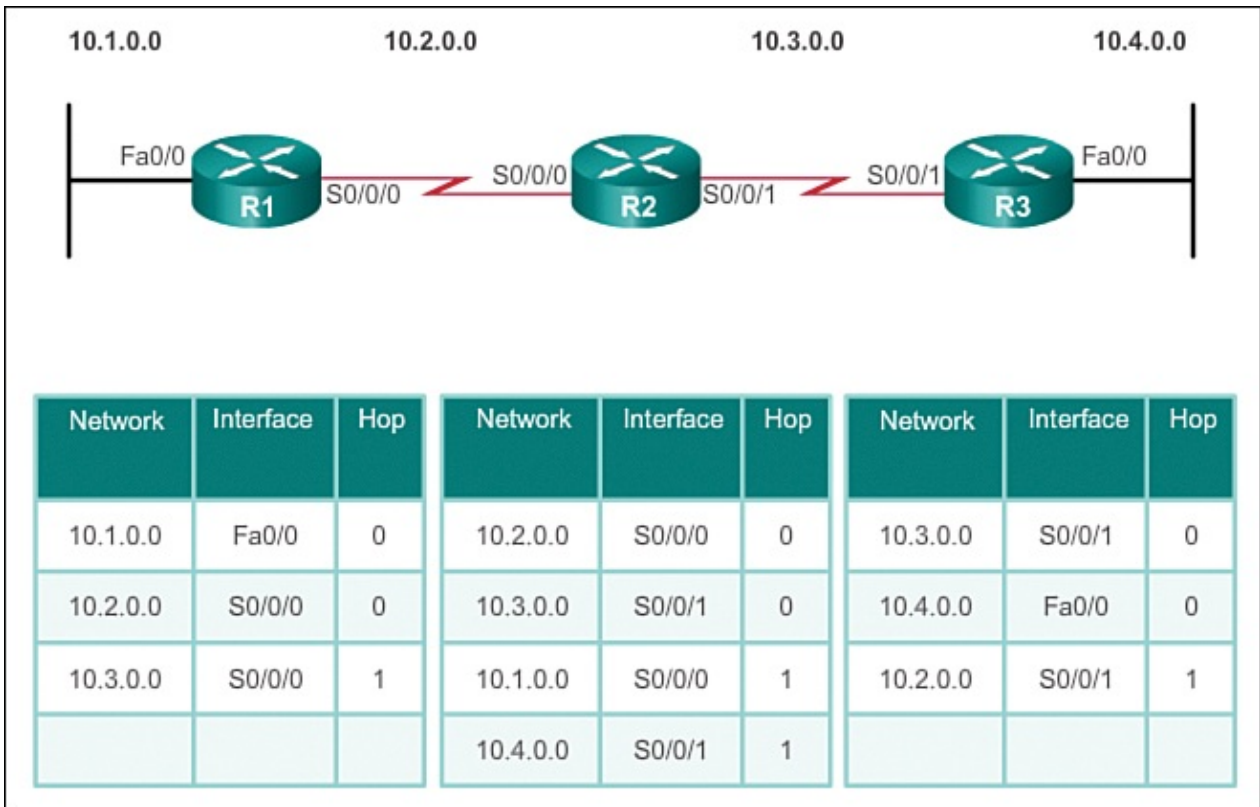 10.1.0.0 10.2.0.0 10.3.0.0 10.4.0.0
Fa0/0 S0/0/0 S0/0/1 Fa0/0
R1 S0/0/0 R2 S0/0/1 R3
Network Interface Hop Network Interface Hop Network Interface Hop
10.1.0.0 Fa0/0 0 10.2.0.0 S0/0/0 0 10.3.0.0 S0/0/1 0
10.2.0.0 S0/0/0 0 10.3.0.0 S0/0/1 0 10.4.0.0 Fa0/0 0
10.3.0.0 S0/0/0 1 10.1.0.0 S0/0/0 1 10.2.0.0 S0/0/1 1
10.4.0.0 S0/0/1 1